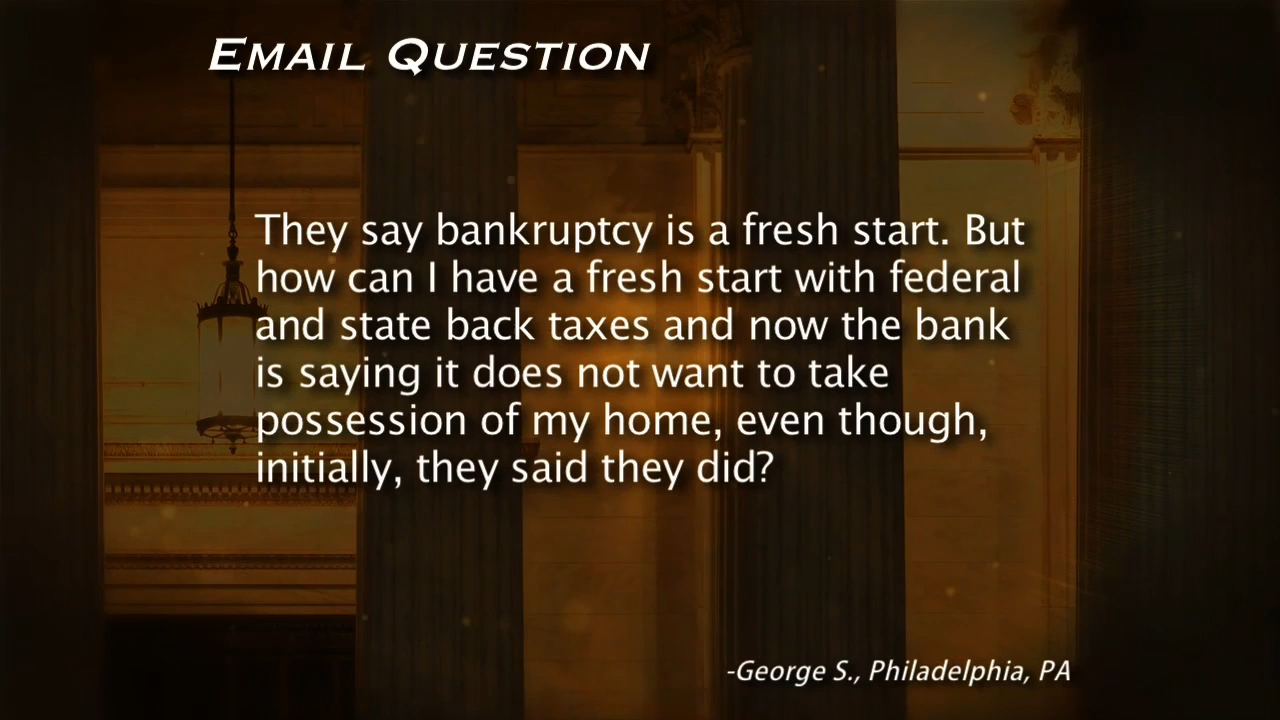 Email Question
They say bankruptcy is a fresh start. But
how can I have a fresh start with federal
and state back taxes and now the bank
is saying it does not want to take
possession of my home, even though,
initially, they said they did?
-George S., Philadelphia, PA